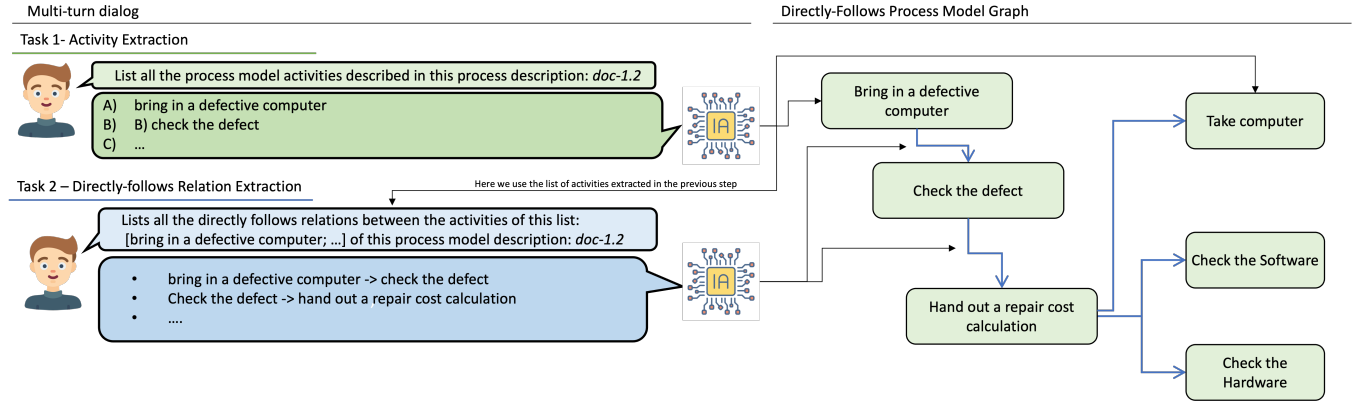 Multi-turn dialog
Directly-Follows Process Model Graph
Task 1- Activity Extraction
List all the process model activities described in this process description: doc-1.2
A) bring in a defective computer
B) B) check the defect
C) ...
IA
Task 2 – Directly-follows Relation Extraction
Here we use the list of activities extracted in the previous step
Lists all the directly follows relations between the activities of this list:
[bring in a defective computer; ...] of this process model description: doc-1.2
• bring in a defective computer -> check the defect
• Check the defect -> hand out a repair cost calculation
• ....
IA
Bring in a defective
computer
Check the defect
Hand out a repair cost
calculation
Take computer
Check the Software
Check the
Hardware